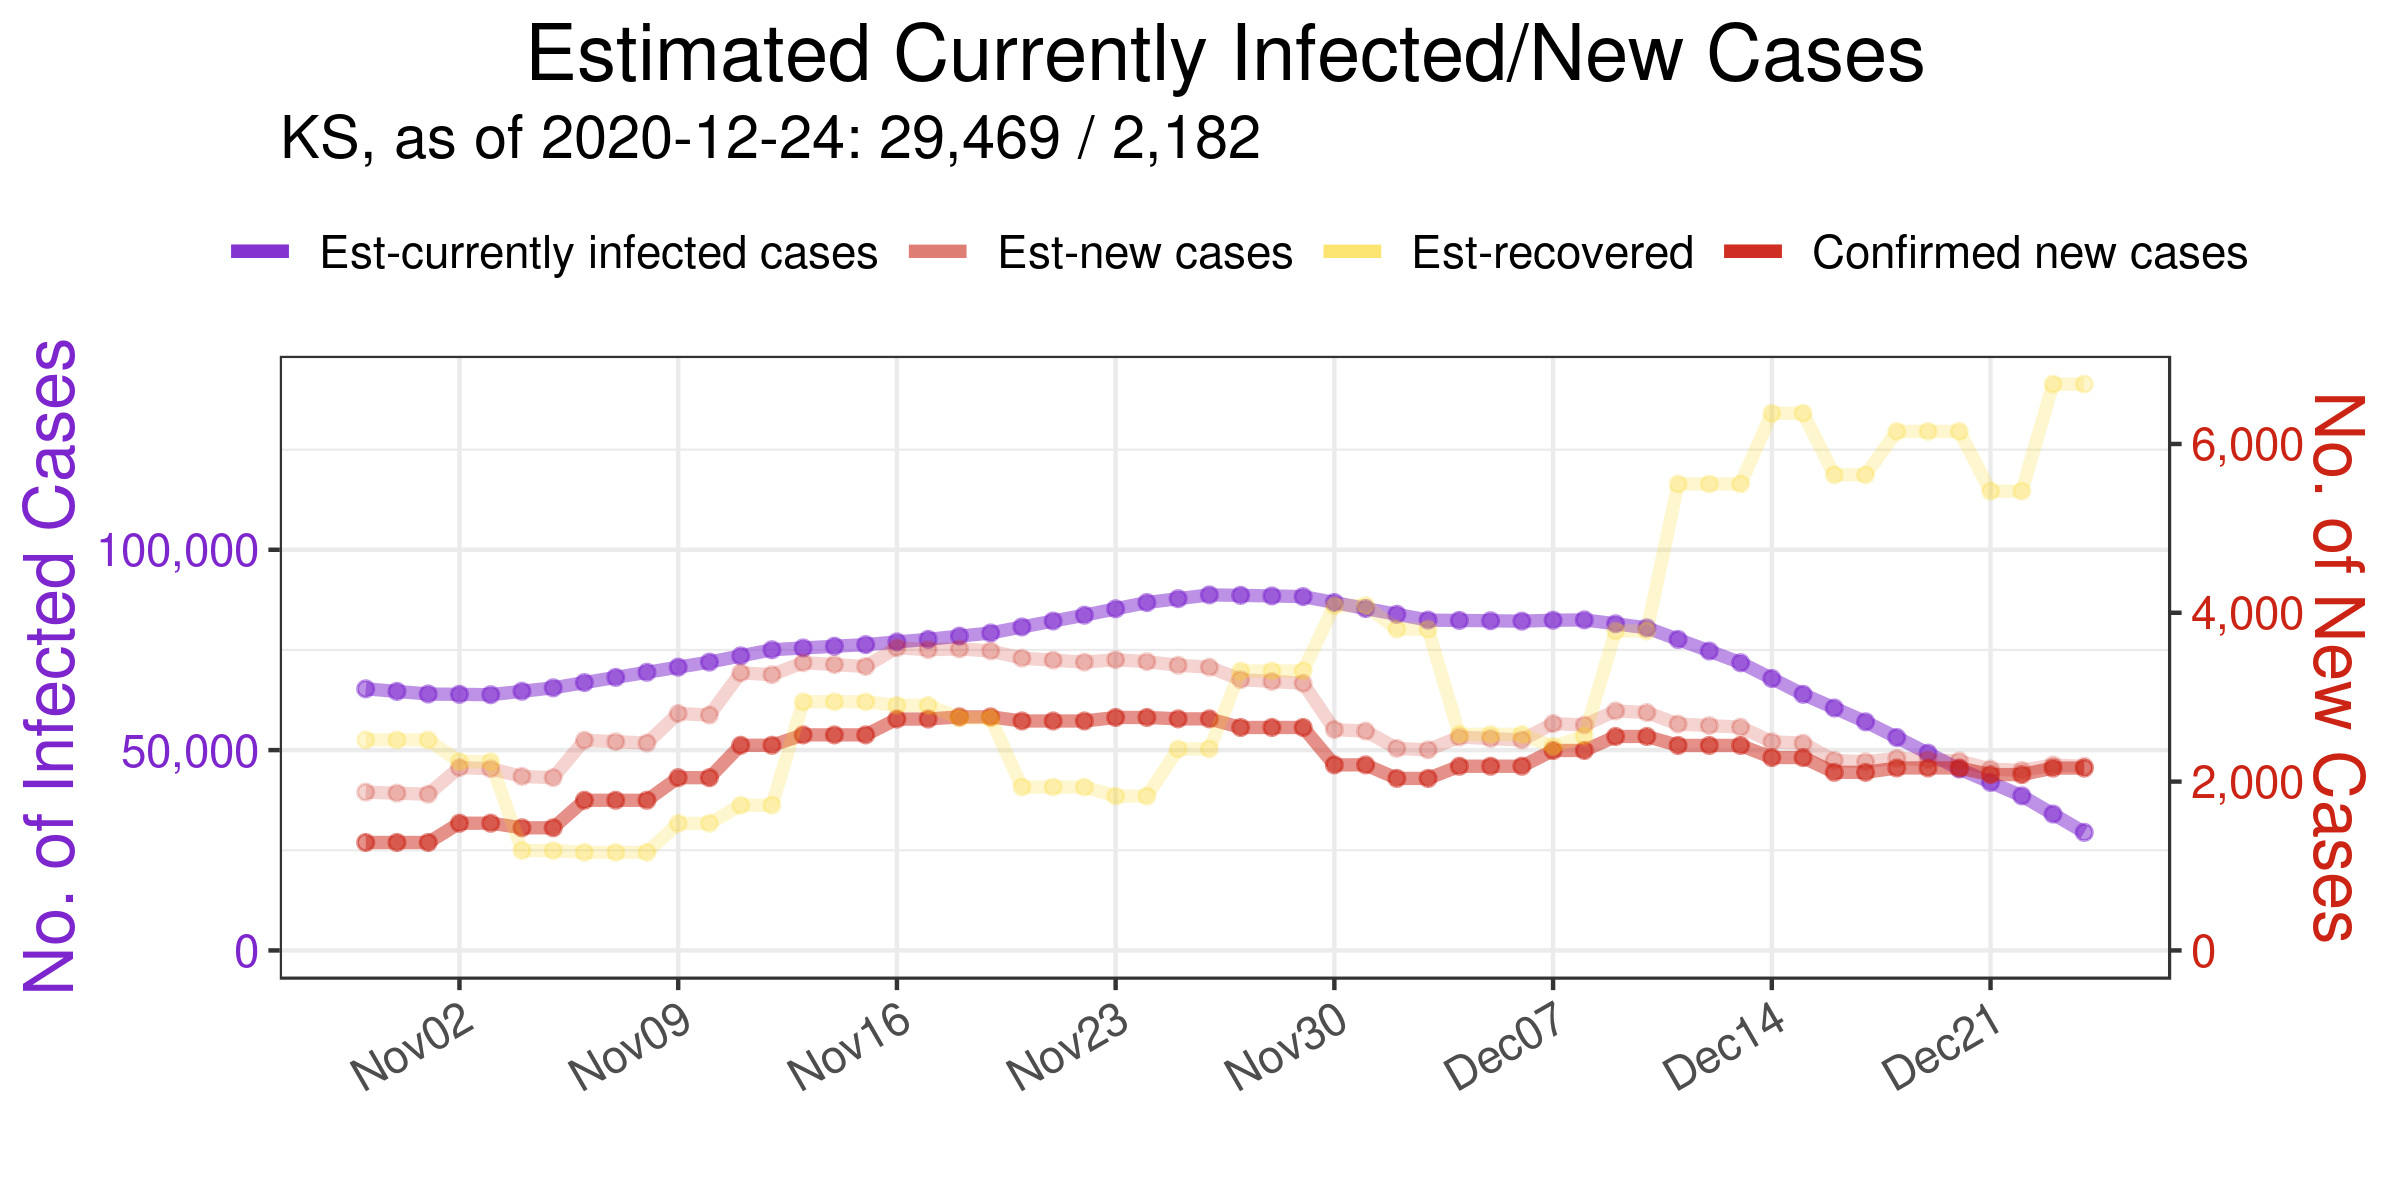 Estimated Currently Infected/New Cases
KS, as of 2020-12-24: 29,469 / 2,182
Est-currently infected cases Est-new cases Est-recovered Confirmed new cases
No. of Infected Cases
100,000
50,000
0
6,000
4,000
2,000
0
No. of New Cases
Nov02 Nov09 Nov16 Nov23 Nov30 Dec07 Dec14 Dec21